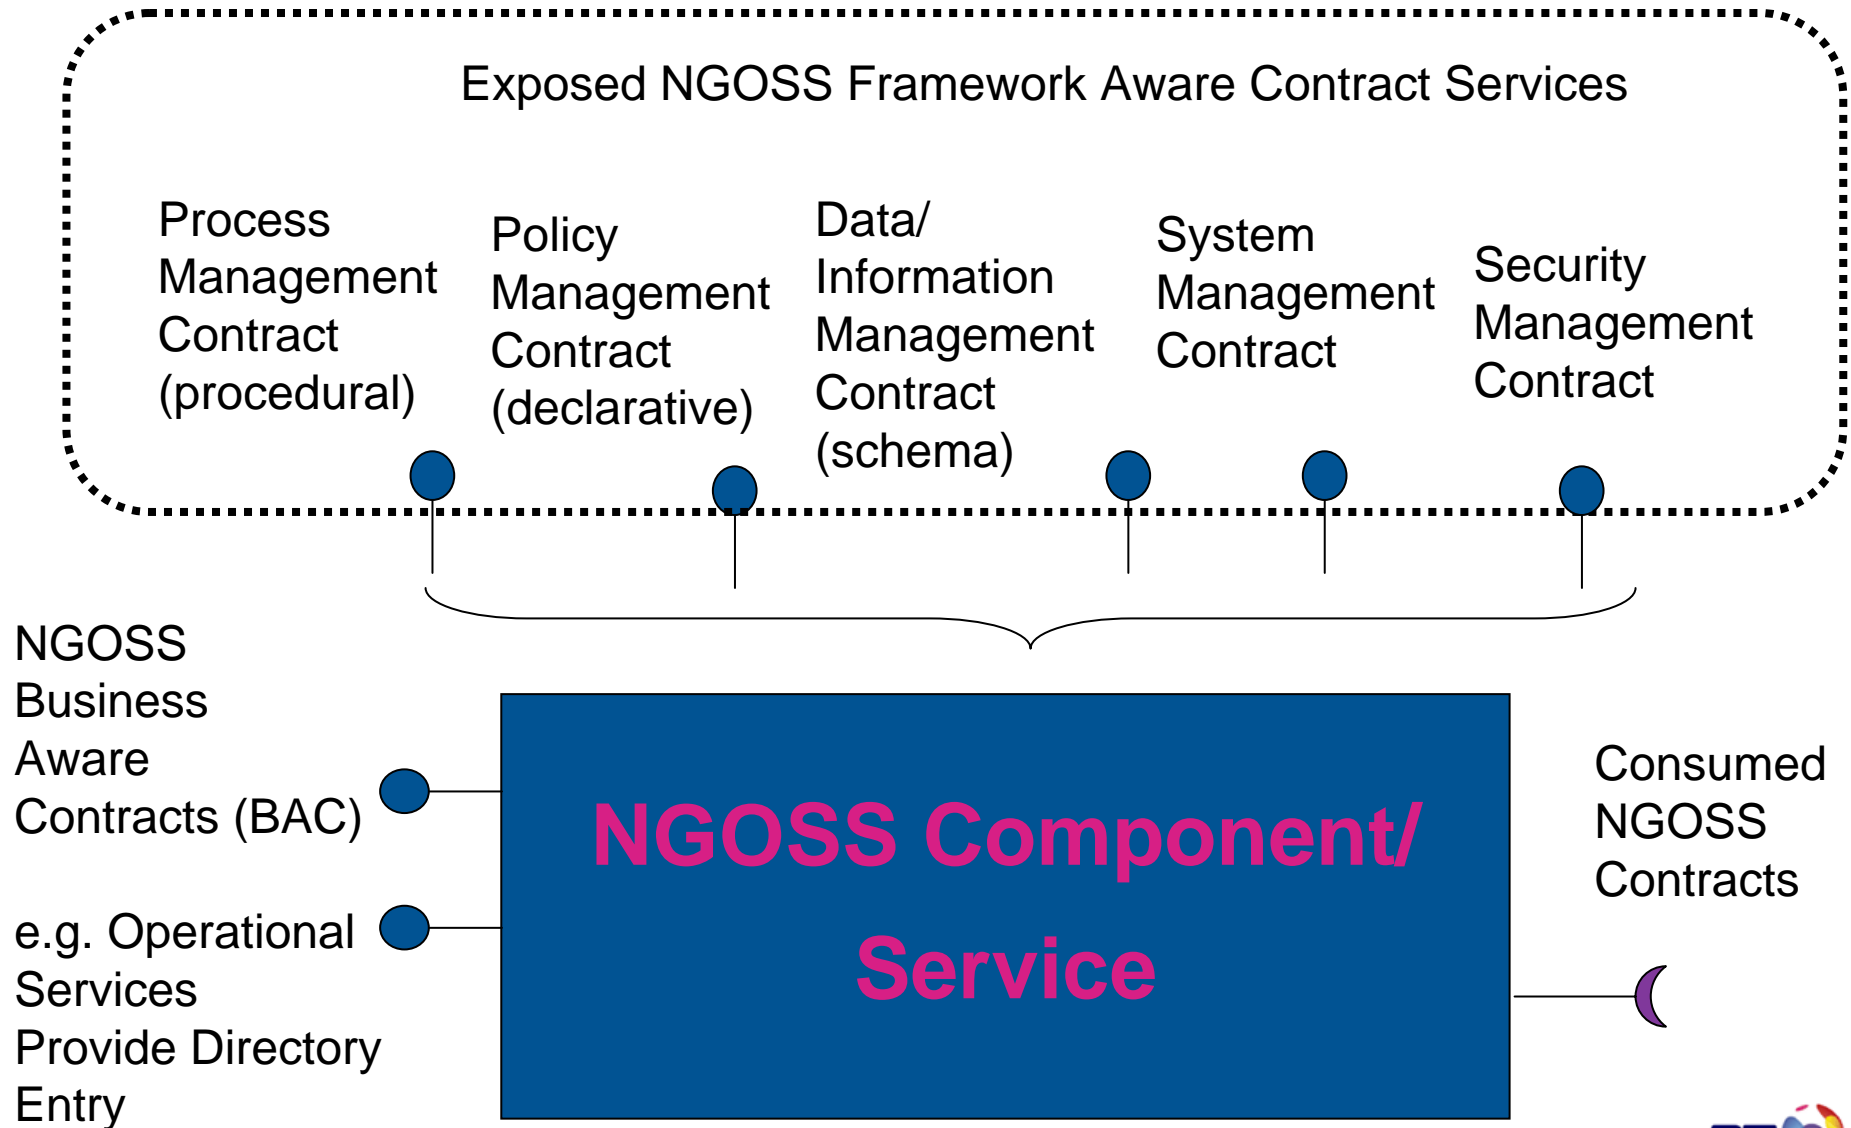 Exposed NGOSS Framework Aware Contract Services
Process
Management
Contract
(procedural)
Policy
Management
Contract
(declarative)
Data/
Information
Management
Contract
(schema)
System
Management
Contract
Security
Management
Contract
NGOSS
Business
Aware
Contracts (BAC)
e.g. Operational
Services
Provide Directory
Entry
NGOSS Component/
Service
Consumed
NGOSS
Contracts